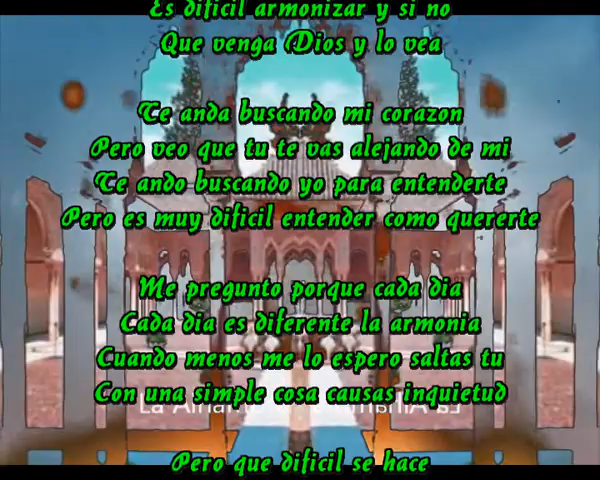 Es dificil armonizar y si no
Que venga Dios y lo vea
Te anda buscando mi corazon
Pero veo que tu te vas alejando de mi
Te ando buscando yo para entenderte
Pero es muy dificil entender como quererte
Me pregunto porque cada dia
Cada dia es diferente la armonia
Cuando menos me lo espero saltas tu
Con una simple cosa causas inquietud
Pero que dificil se hace